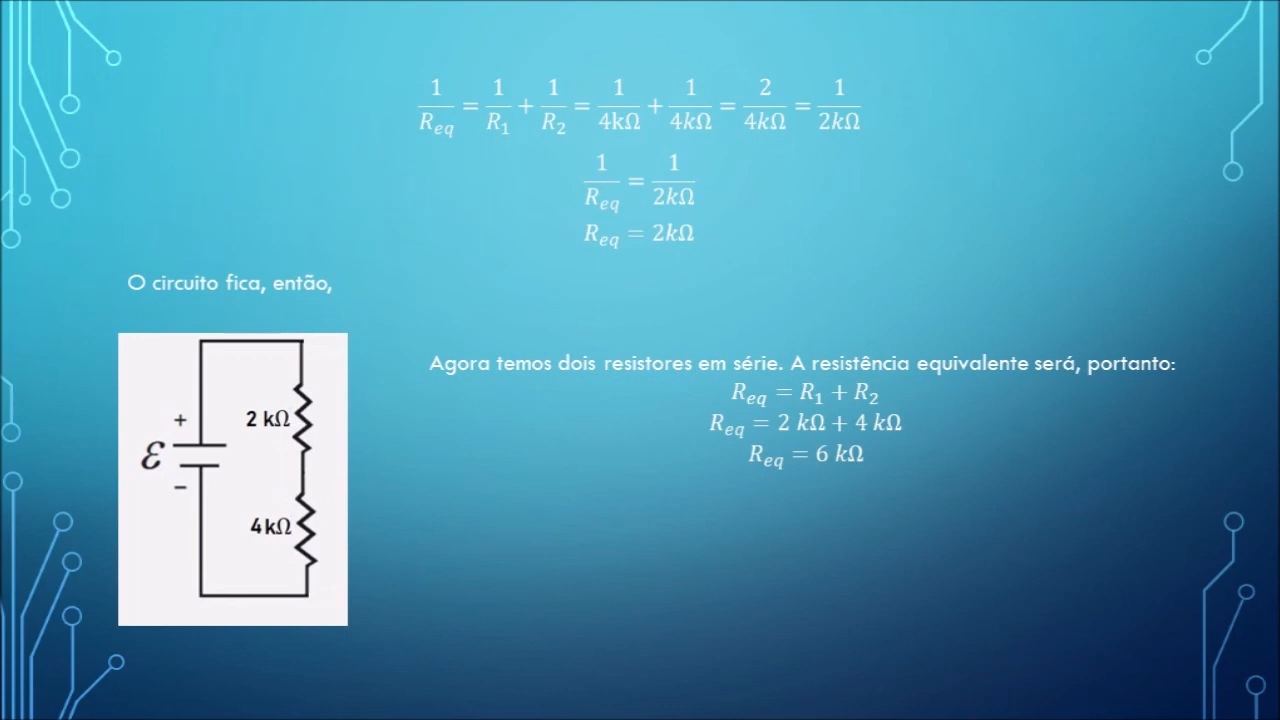 1/R_eq = 1/R_1 + 1/R_2 = 1/4kΩ + 1/4kΩ = 2/4kΩ = 1/2kΩ
1/R_eq = 1/2kΩ
R_eq = 2kΩ
O circuito fica, então,
+
ℰ
−
2 kΩ
4kΩ
Agora temos dois resistores em série. A resistência equivalente será, portanto:
R_eq = R_1 + R_2
R_eq = 2 kΩ + 4 kΩ
R_eq = 6 kΩ